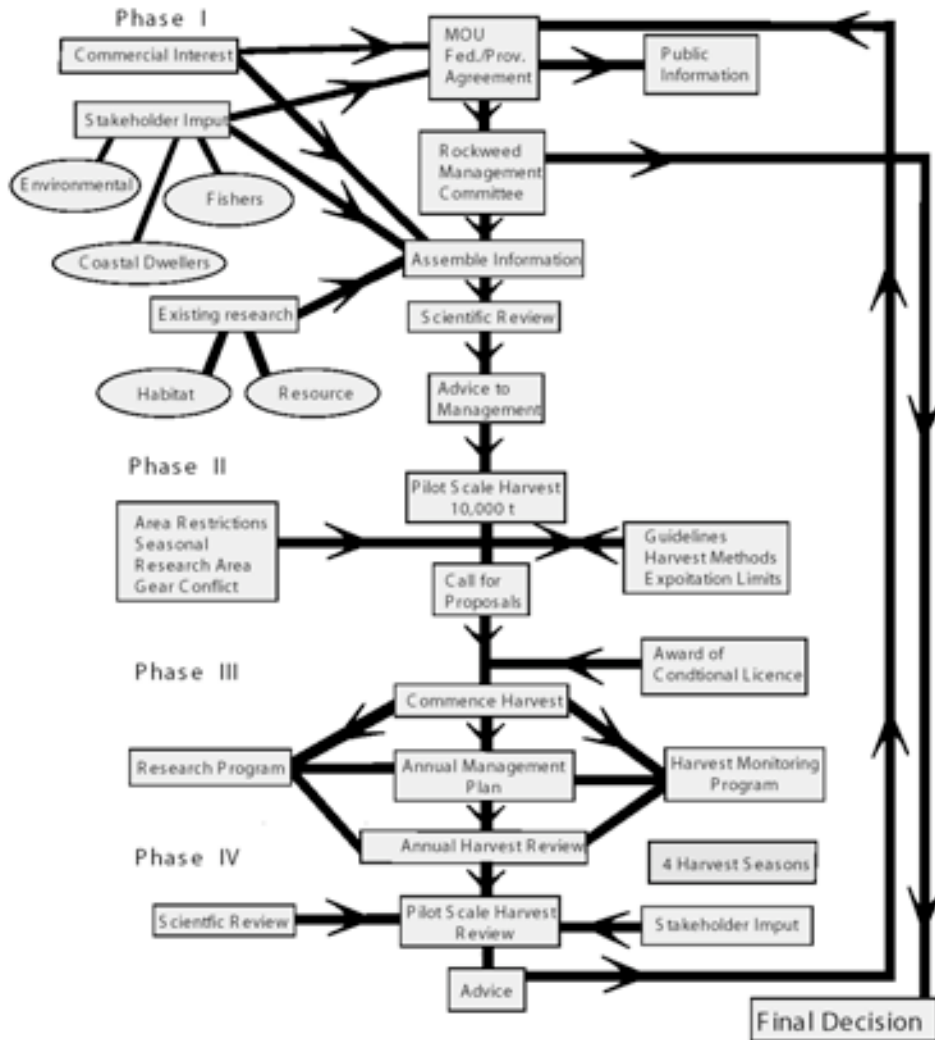 Phase I
Commercial Interest
MOU
Fed./Prov.
Agreement
Public
Information
Stakeholder Imput
Environmental
Fishers
Coastal Dwellers
Rockweed
Management
Committee
Assemble Information
Existing research
Habitat
Resource
Scientific Review
Advice to
Management
Phase II
Pilot Scale Harvest
10,000 t
Area Restrictions
Seasonal
Research Area
Gear Conflict
Guidelines
Harvest Methods
Expoitation Limits
Call for
Proposals
Phase III
Award of
Condtional Licence
Commence Harvest
Research Program
Annual Management
Plan
Harvest Monitoring
Program
Annual Harvest Review
Phase IV
4 Harvest Seasons
Scientfic Review
Pilot Scale Harvest
Review
Stakeholder Imput
Advice
Final Decision